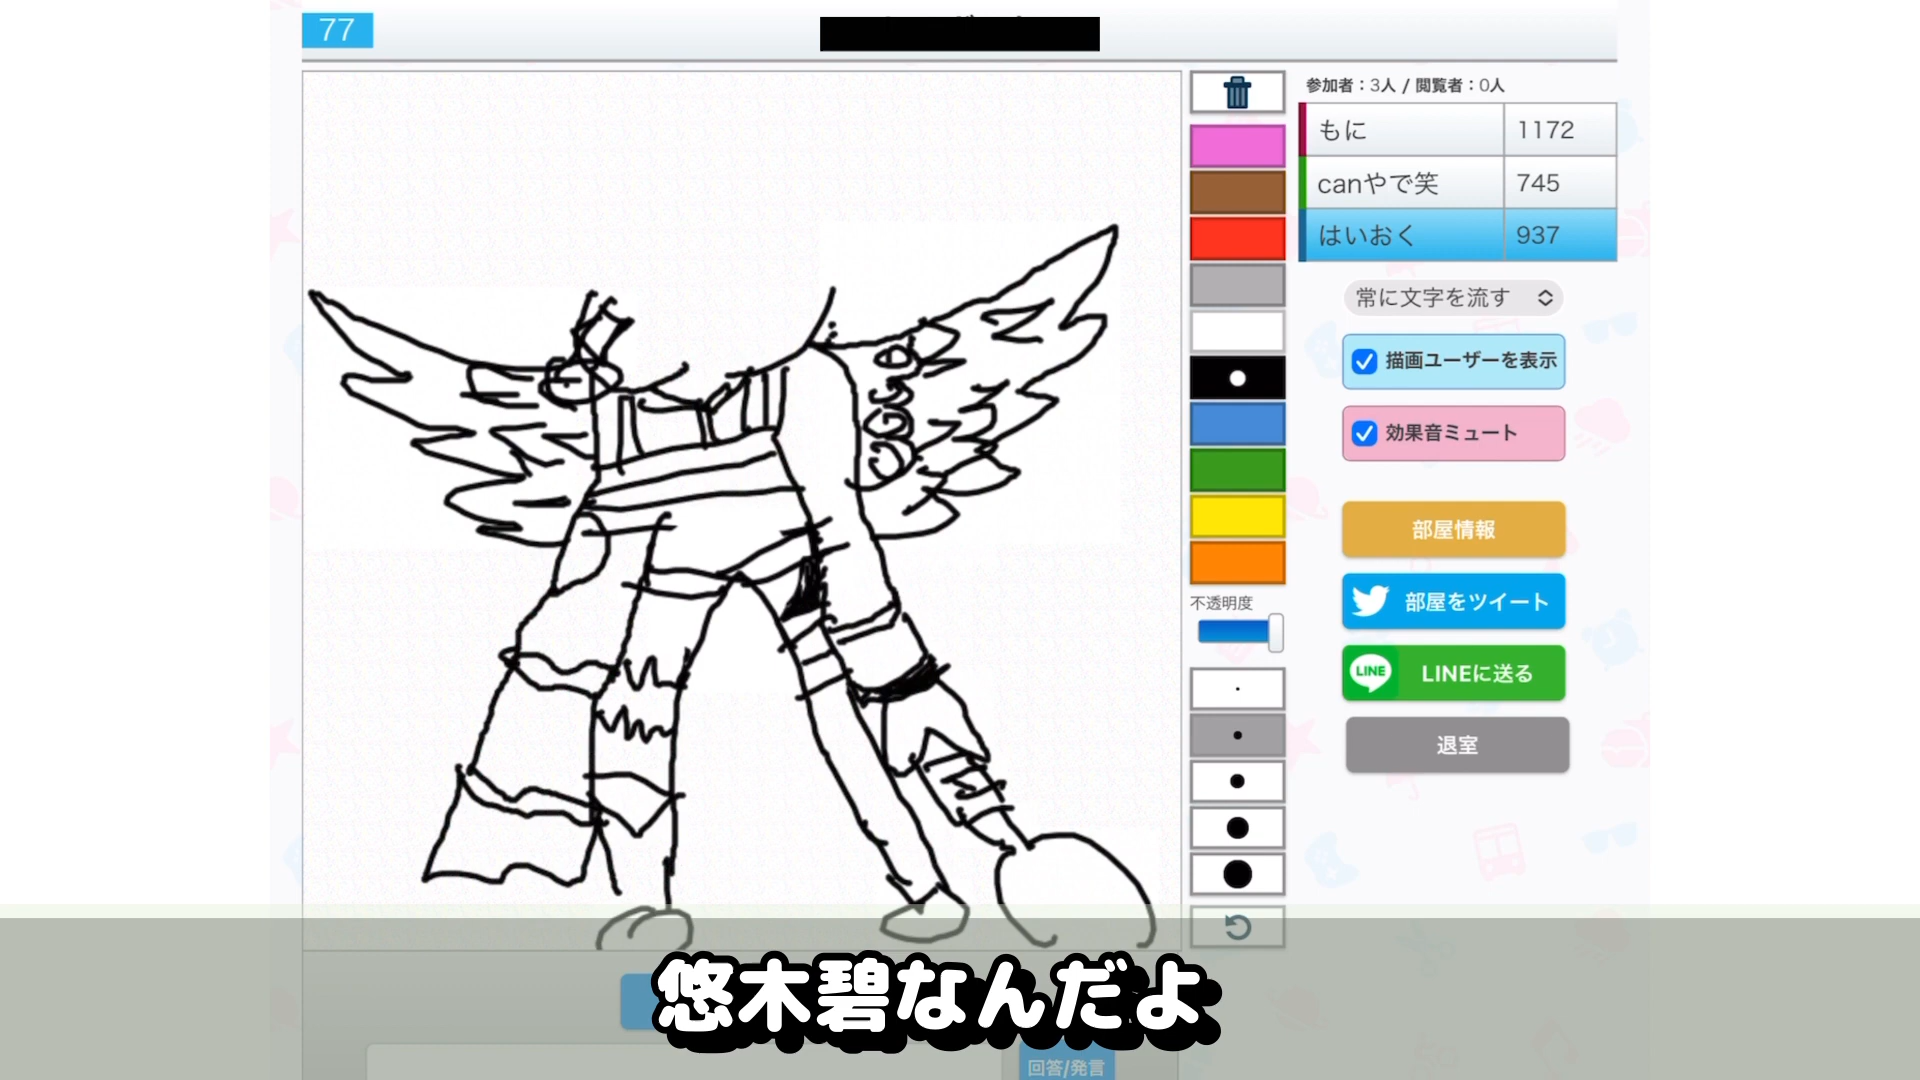 77
参加者：3人 / 閲覧者：0人
もに 1172
canやで笑 745
はいおく 937
常に文字を流す
描画ユーザーを表示
効果音ミュート
部屋情報
部屋をツイート
LINE LINEに送る
退室
不透明度
悠木碧なんだよ
回答/発言